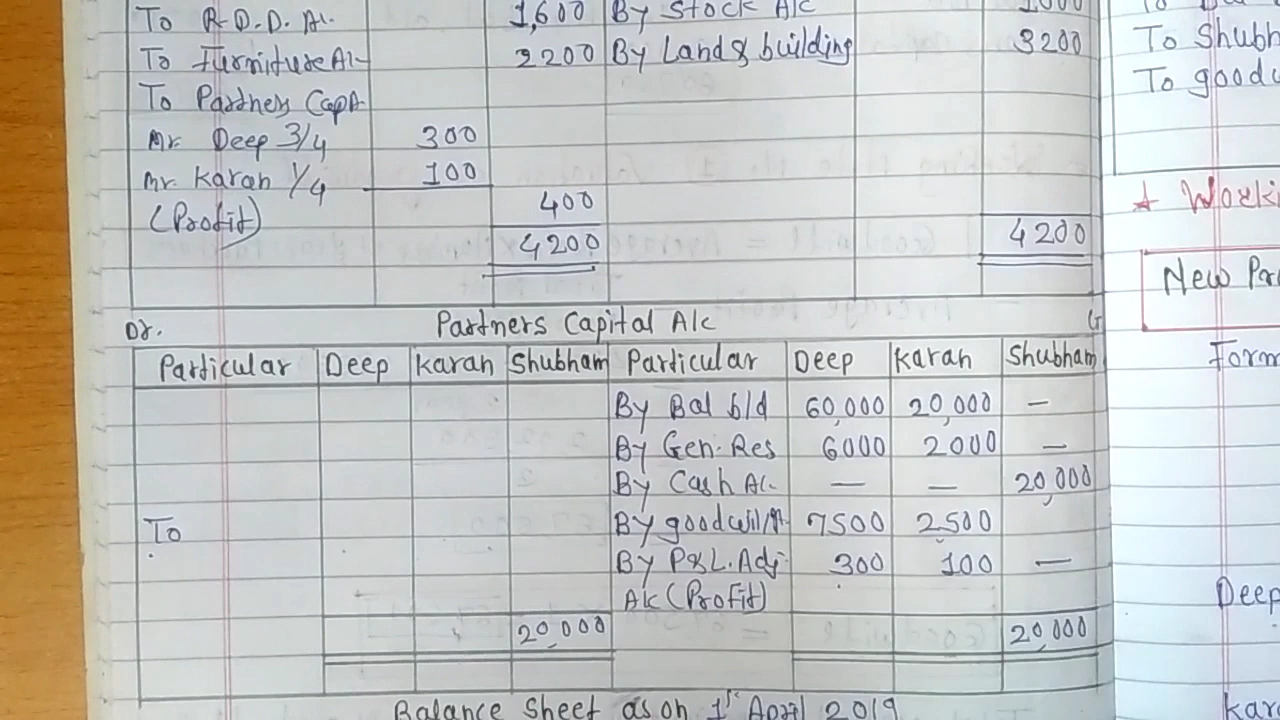 To R.D.D. A/c. 1,600 By Stock A/c 1,000
To Furniture A/c 2200 By Land & building 3200
To Partners Cap A/c
Mr. Deep 3/4 300
Mr. Karan 1/4 100
400
(Profit)
4200 4200
Dr. Partners Capital A/c
Particular Deep Karan Shubham Particular Deep Karan Shubham
By Bal b/d 60,000 20,000 —
By Gen. Res 6000 2000 —
By Cash A/c — — 20,000
To By goodwill A/c 7500 2500
By P&L. Adj. 300 100 —
A/c (Profit)
20,000 20,000
Balance Sheet as on 1st April 2019
To Shubh
To goodw
★ Worki
New Par
Form
Deep
Kar